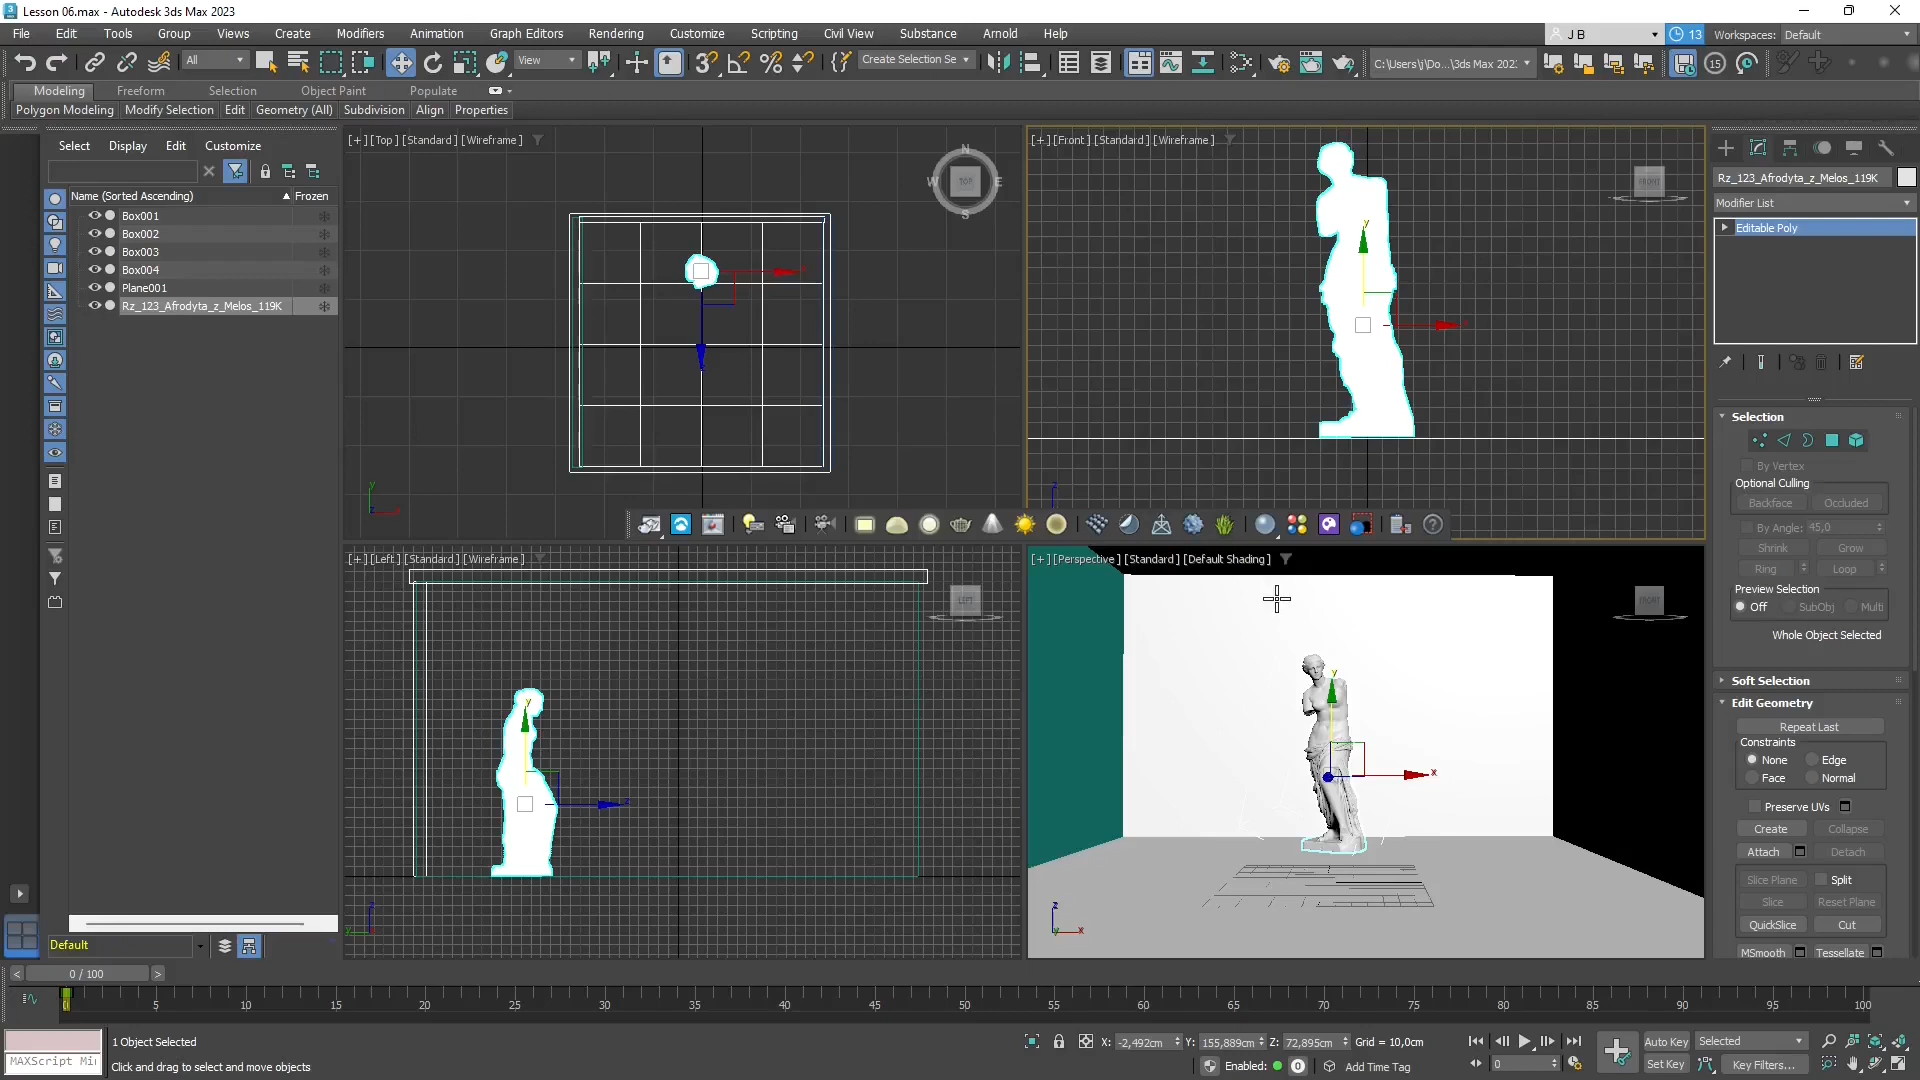 Lesson 06.max - Autodesk 3ds Max 2023
File Edit Tools Group Views Create Modifiers Animation Graph Editors Rendering Customize Scripting Civil View Substance Arnold Help
J B
13
Workspaces: Default
All
View
Create Selection Se
C:\Users\j\Do...\3ds Max 202
15
Modeling Freeform Selection Object Paint Populate
Polygon Modeling Modify Selection Edit Geometry (All) Subdivision Align Properties
Select Display Edit Customize
Name (Sorted Ascending) Frozen
Box001
Box002
Box003
Box004
Plane001
Rz_123_Afrodyta_z_Melos_119K
Default
[+] [Top] [Standard] [Wireframe]
N
W TOP E
S
[+] [Front] [Standard] [Wireframe]
FRONT
[+] [Left] [Standard] [Wireframe]
LEFT
[+] [Perspective] [Standard] [Default Shading]
FRONT
Rz_123_Afrodyta_z_Melos_119K
Modifier List
Editable Poly
Selection
By Vertex
Optional Culling
Backface Occluded
By Angle: 45,0
Shrink Grow
Ring Loop
Preview Selection
Off SubObj Multi
Whole Object Selected
Soft Selection
Edit Geometry
Repeat Last
Constraints
None Edge
Face Normal
Preserve UVs
Create Collapse
Attach Detach
Slice Plane Split
Slice Reset Plane
QuickSlice Cut
MSmooth Tessellate
< 0 / 100 >
0 5 10 15 20 25 30 35 40 45 50 55 60 65 70 75 80 85 90 95 100
1 Object Selected
MAXScript Mi
Click and drag to select and move objects
X: -2,492cm Y: 155,889cm Z: 72,895cm Grid = 10,0cm
Enabled: 0 Add Time Tag
0
Auto Key Selected
Set Key Key Filters...